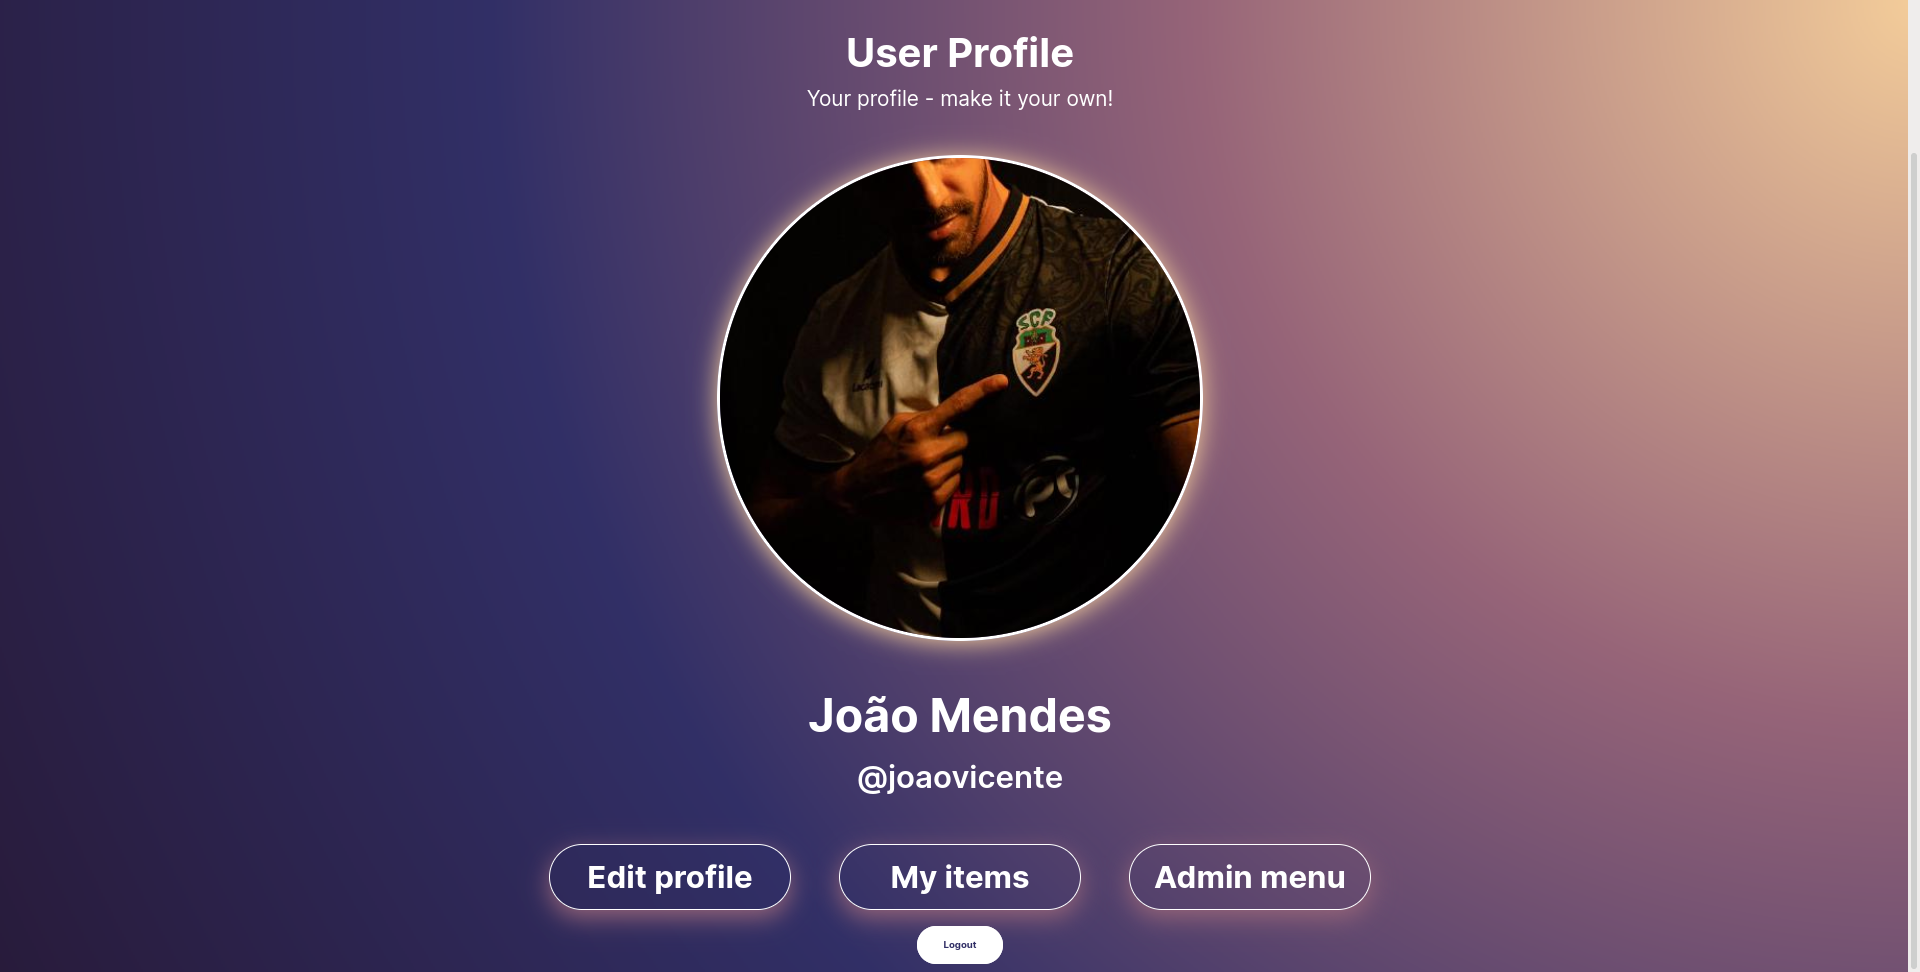 User Profile
Your profile - make it your own!
SCF
RD
João Mendes
@joaovicente
Edit profile
My items
Admin menu
Logout